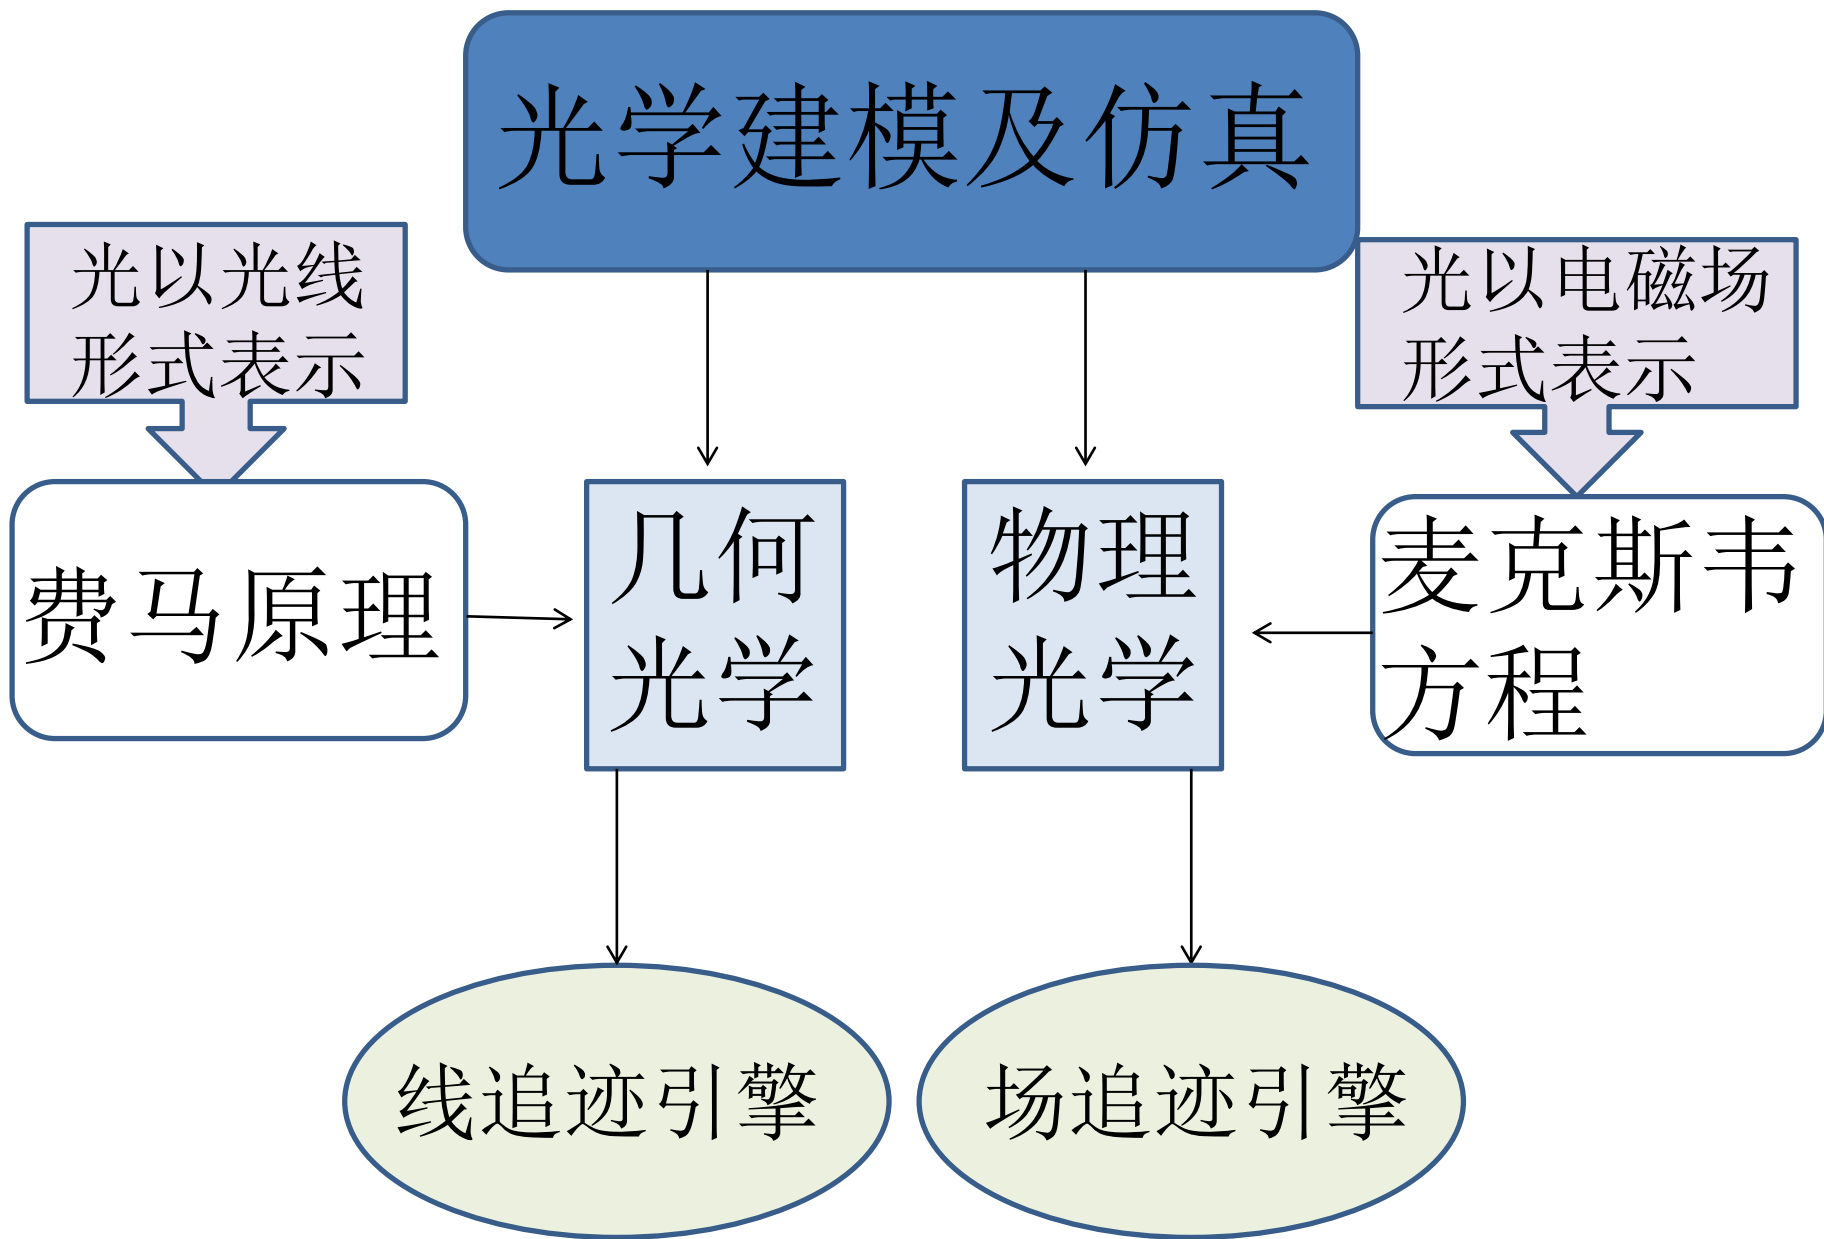 光学建模及仿真
光以光线
形式表示
光以电磁场
形式表示
费马原理
几何
光学
物理
光学
麦克斯韦
方程
线追迹引擎
场追迹引擎